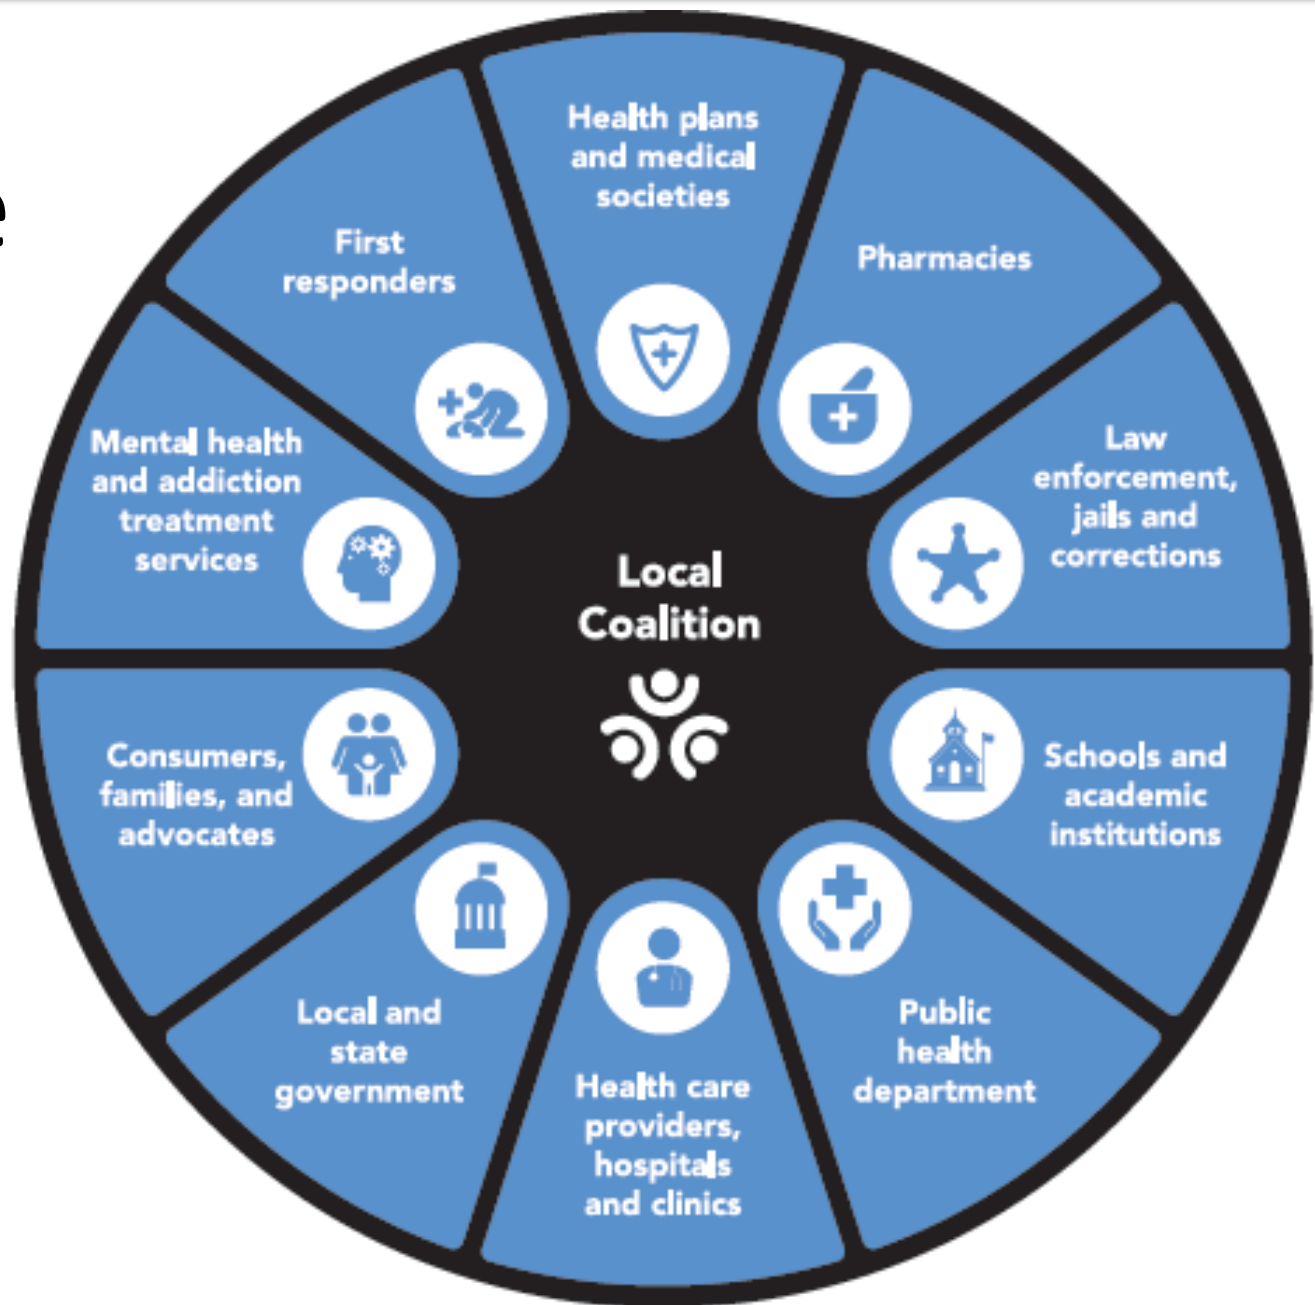 e
Health plans
and medical
societies
Pharmacies
Law
enforcement,
jails and
corrections
Schools and
academic
institutions
Public
health
department
Health care
providers,
hospitals
and clinics
Local and
state
government
Consumers,
families, and
advocates
Mental health
and addiction
treatment
services
First
responders
Local
Coalition